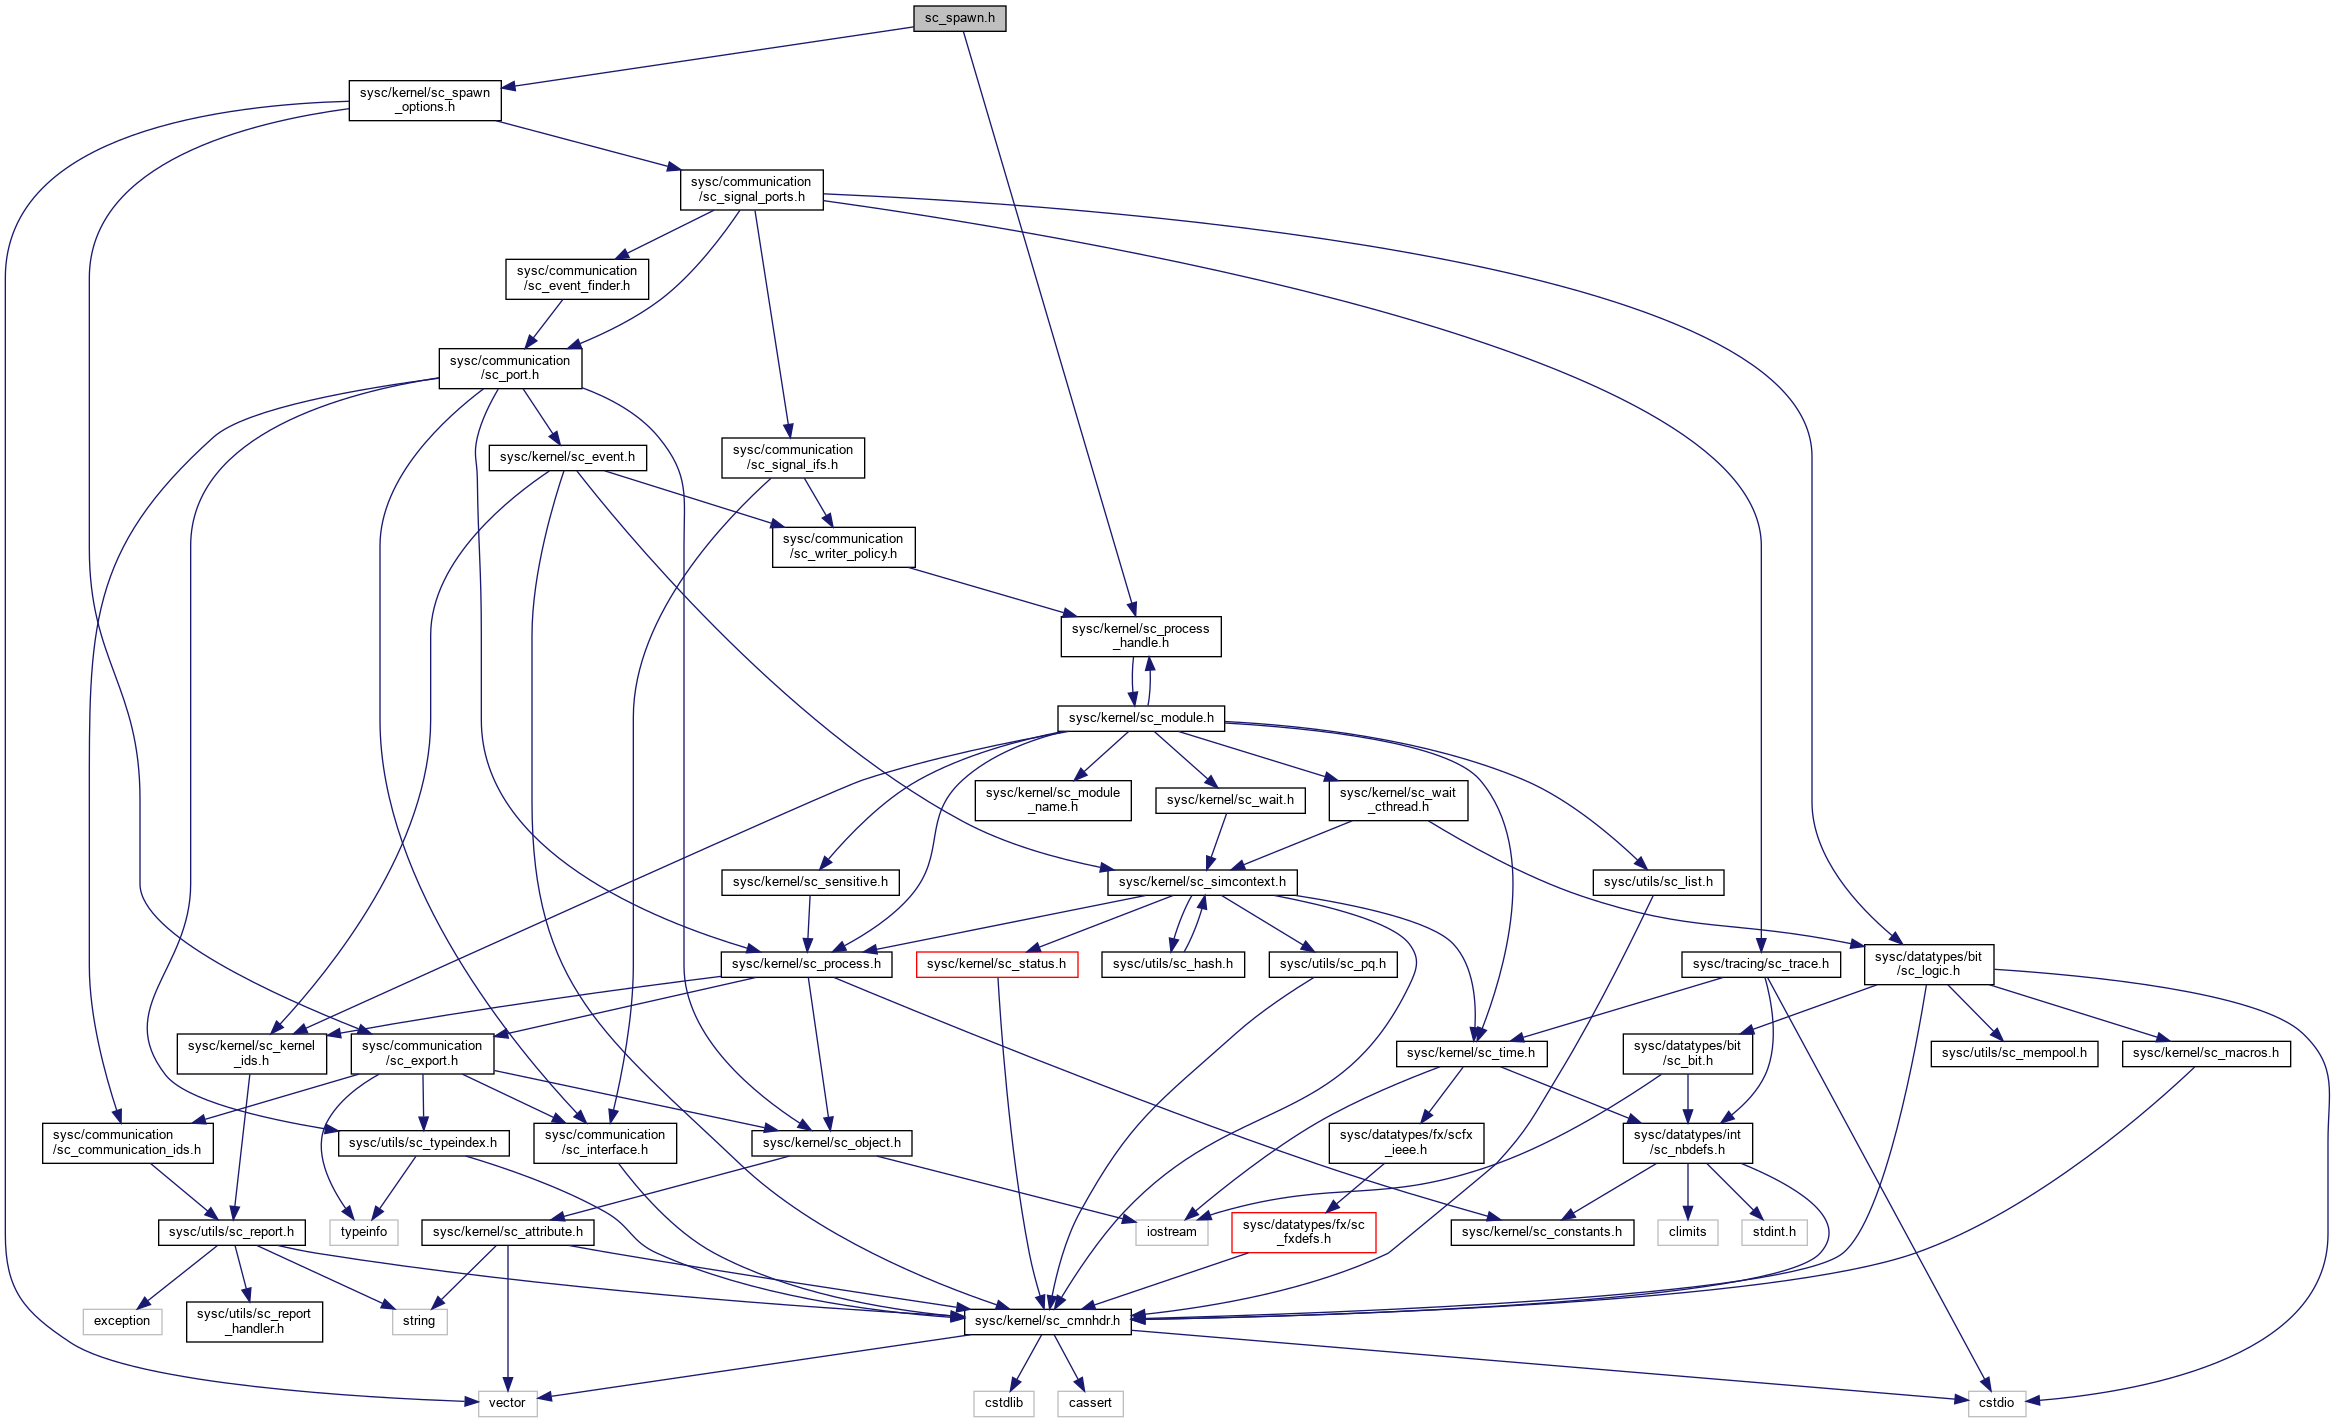 sc_spawn.h
sysc/kernel/sc_spawn
_options.h
sysc/communication
/sc_signal_ports.h
sysc/communication
/sc_event_finder.h
sysc/communication
/sc_port.h
sysc/kernel/sc_event.h
sysc/communication
/sc_signal_ifs.h
sysc/communication
/sc_writer_policy.h
sysc/kernel/sc_process
_handle.h
sysc/kernel/sc_module.h
sysc/kernel/sc_module
_name.h
sysc/kernel/sc_wait.h
sysc/kernel/sc_wait
_cthread.h
sysc/kernel/sc_sensitive.h
sysc/kernel/sc_simcontext.h
sysc/utils/sc_list.h
sysc/kernel/sc_process.h
sysc/kernel/sc_status.h
sysc/utils/sc_hash.h
sysc/utils/sc_pq.h
sysc/tracing/sc_trace.h
sysc/datatypes/bit
/sc_logic.h
sysc/kernel/sc_kernel
_ids.h
sysc/communication
/sc_export.h
sysc/kernel/sc_time.h
sysc/datatypes/bit
/sc_bit.h
sysc/utils/sc_mempool.h
sysc/kernel/sc_macros.h
sysc/communication
/sc_communication_ids.h
sysc/utils/sc_typeindex.h
sysc/communication
/sc_interface.h
sysc/kernel/sc_object.h
sysc/datatypes/fx/scfx
_ieee.h
sysc/datatypes/int
/sc_nbdefs.h
sysc/utils/sc_report.h
typeinfo
sysc/kernel/sc_attribute.h
iostream
sysc/datatypes/fx/sc
_fxdefs.h
sysc/kernel/sc_constants.h
climits
stdint.h
exception
sysc/utils/sc_report
_handler.h
string
sysc/kernel/sc_cmnhdr.h
vector
cstdlib
cassert
cstdio